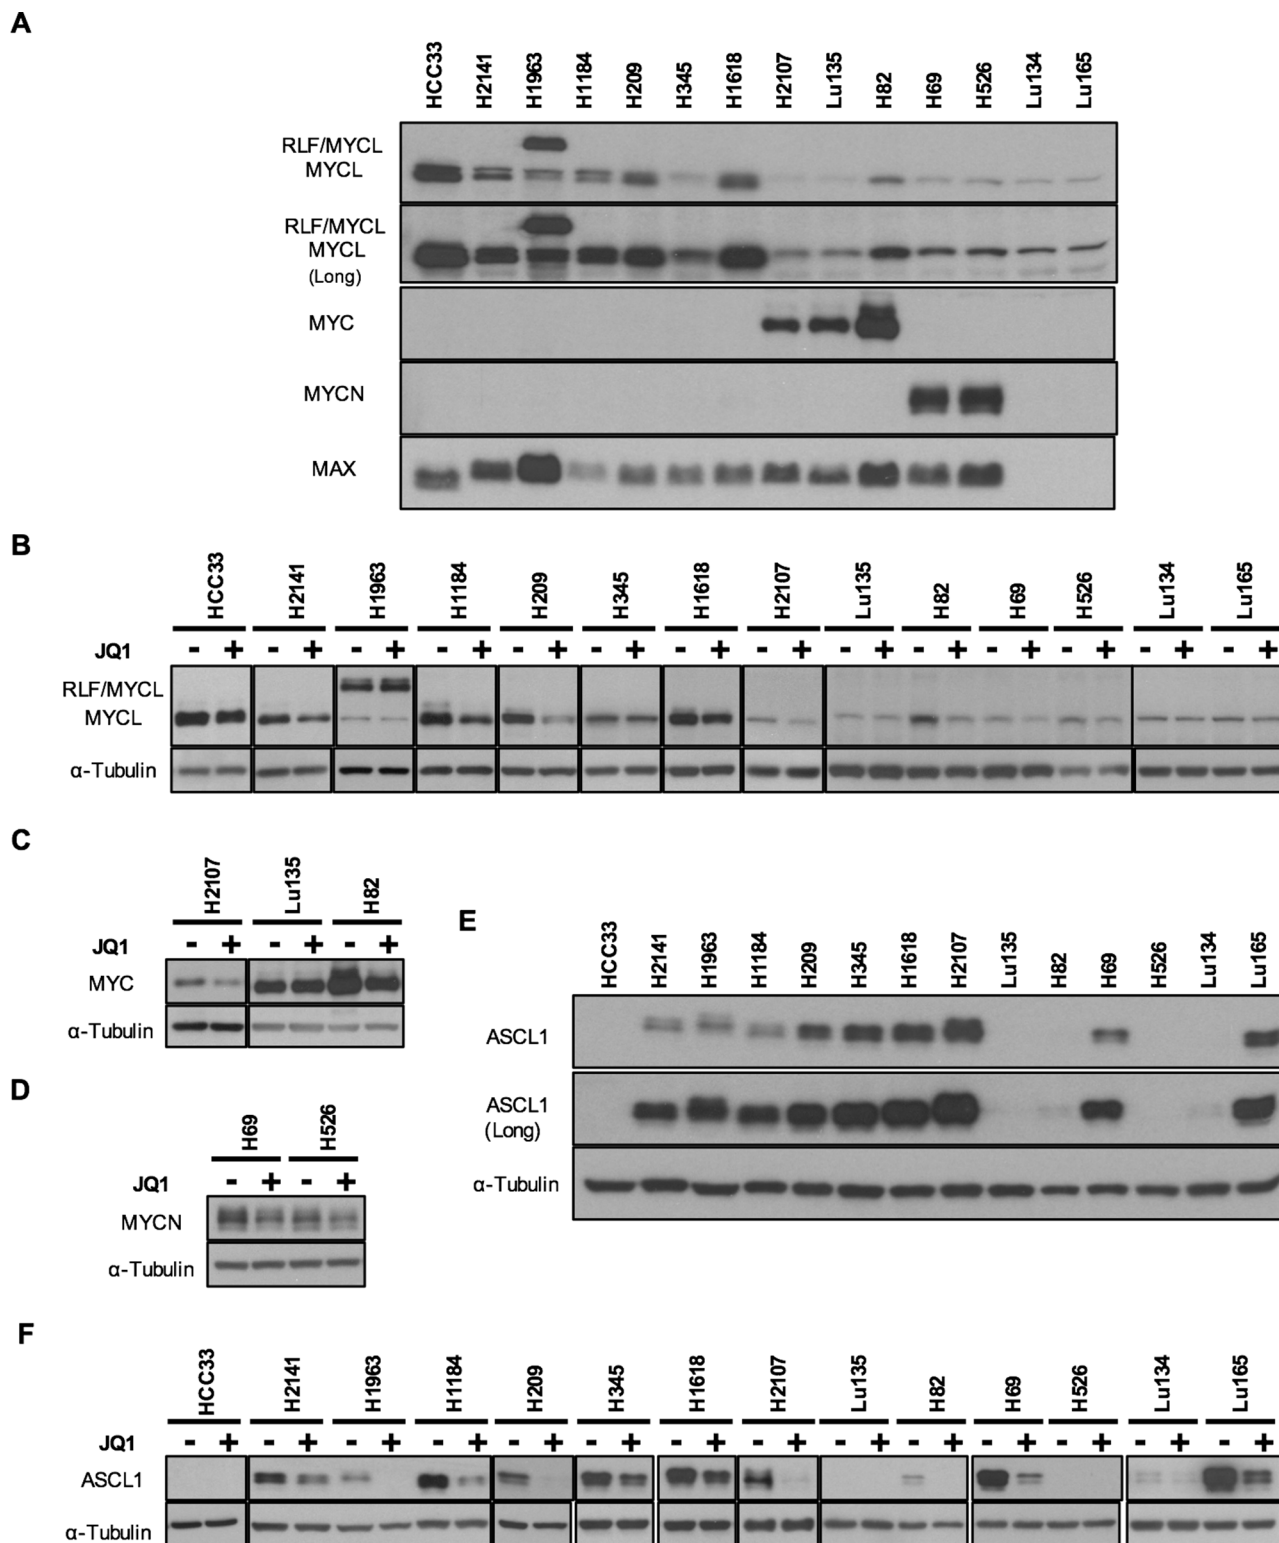 A
HCC33 H2141 H1963 H1184 H209 H345 H1618 H2107 Lu135 H82 H69 H526 Lu134 Lu165
RLF/MYCL
MYCL
RLF/MYCL
MYCL
(Long)
MYC
MYCN
MAX
B
HCC33 H2141 H1963 H1184 H209 H345 H1618 H2107 Lu135 H82 H69 H526 Lu134 Lu165
JQ1 - + - + - + - + - + - + - + - + - + - + - + - + - + - +
RLF/MYCL
MYCL
α-Tubulin
C
H2107 Lu135 H82
JQ1 - + - + - +
MYC
α-Tubulin
D
H69 H526
JQ1 - + - +
MYCN
α-Tubulin
E
HCC33 H2141 H1963 H1184 H209 H345 H1618 H2107 Lu135 H82 H69 H526 Lu134 Lu165
ASCL1
ASCL1
(Long)
α-Tubulin
F
HCC33 H2141 H1963 H1184 H209 H345 H1618 H2107 Lu135 H82 H69 H526 Lu134 Lu165
JQ1 - + - + - + - + - + - + - + - + - + - + - + - + - + - +
ASCL1
α-Tubulin